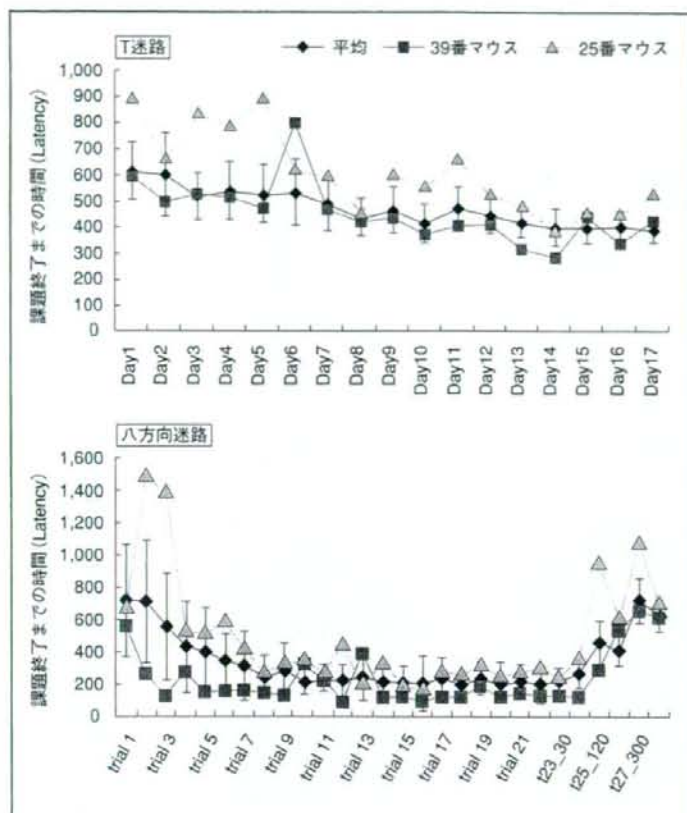 T迷路
平均 39番マウス 25番マウス
課題終了までの時間 (Latency)
1,000
900
800
700
600
500
400
300
200
100
0
Day1 Day2 Day3 Day4 Day5 Day6 Day7 Day8 Day9 Day10 Day11 Day12 Day13 Day14 Day15 Day16 Day17
八方向迷路
課題終了までの時間 (Latency)
1,600
1,400
1,200
1,000
800
600
400
200
0
trial 1 trial 3 trial 5 trial 7 trial 9 trial 11 trial 13 trial 15 trial 17 trial 19 trial 21 t23_30 t25_120 t27_300